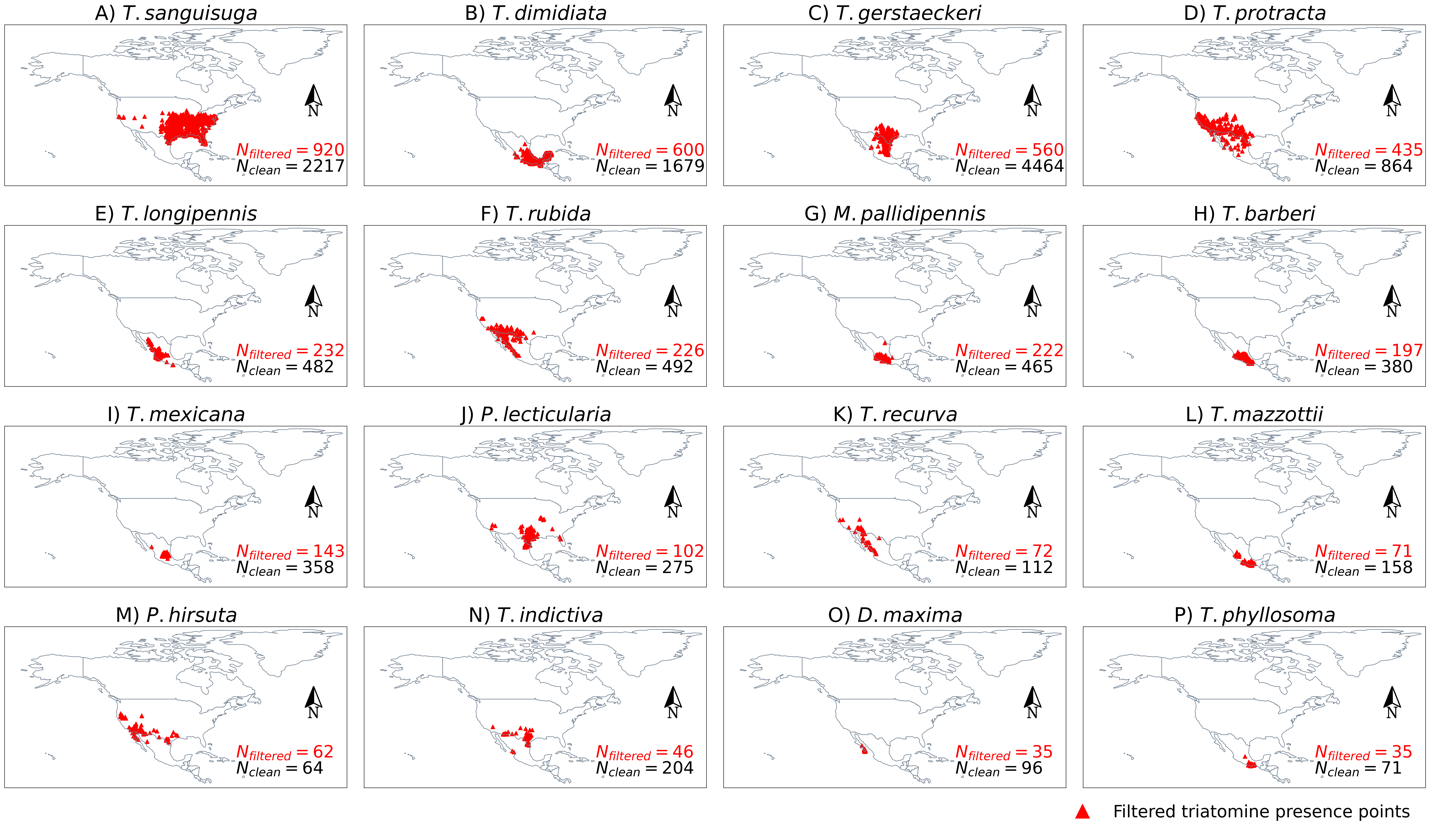 A) T. sanguisuga
N
N_filtered = 920
N_clean = 2217
B) T. dimidiata
N
N_filtered = 600
N_clean = 1679
C) T. gerstaeckeri
N
N_filtered = 560
N_clean = 4464
D) T. protracta
N
N_filtered = 435
N_clean = 864
E) T. longipennis
N
N_filtered = 232
N_clean = 482
F) T. rubida
N
N_filtered = 226
N_clean = 492
G) M. pallidipennis
N
N_filtered = 222
N_clean = 465
H) T. barberi
N
N_filtered = 197
N_clean = 380
I) T. mexicana
N
N_filtered = 143
N_clean = 358
J) P. lecticularia
N
N_filtered = 102
N_clean = 275
K) T. recurva
N
N_filtered = 72
N_clean = 112
L) T. mazzottii
N
N_filtered = 71
N_clean = 158
M) P. hirsuta
N
N_filtered = 62
N_clean = 64
N) T. indictiva
N
N_filtered = 46
N_clean = 204
O) D. maxima
N
N_filtered = 35
N_clean = 96
P) T. phyllosoma
N
N_filtered = 35
N_clean = 71
Filtered triatomine presence points